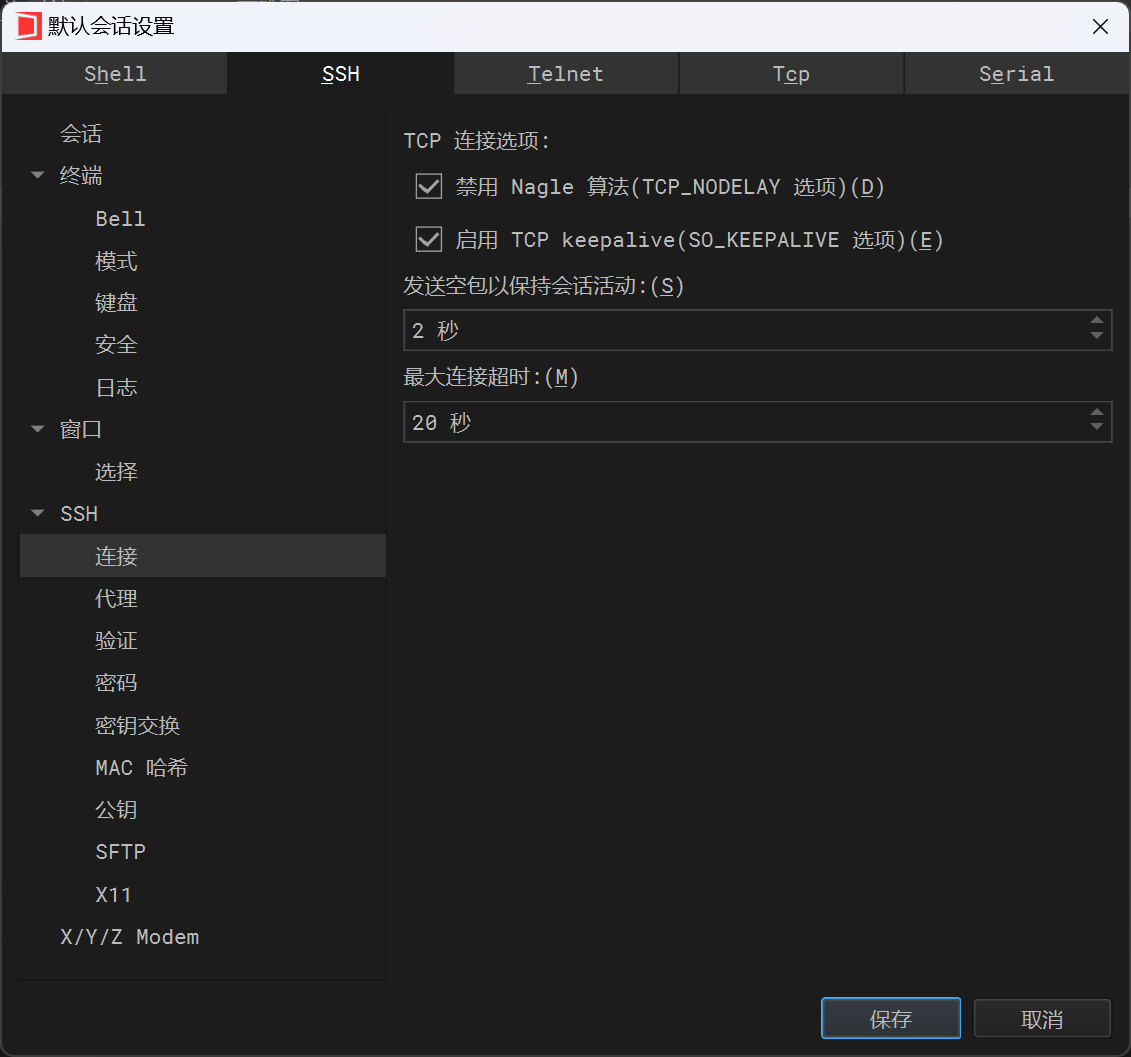 默认会话设置
Shell
SSH
Telnet
Tcp
Serial
会话
终端
Bell
模式
键盘
安全
日志
窗口
选择
SSH
连接
代理
验证
密码
密钥交换
MAC 哈希
公钥
SFTP
X11
X/Y/Z Modem
TCP 连接选项:
禁用 Nagle 算法(TCP_NODELAY 选项)(D)
启用 TCP keepalive(SO_KEEPALIVE 选项)(E)
发送空包以保持会话活动:(S)
2 秒
最大连接超时:(M)
20 秒
保存
取消